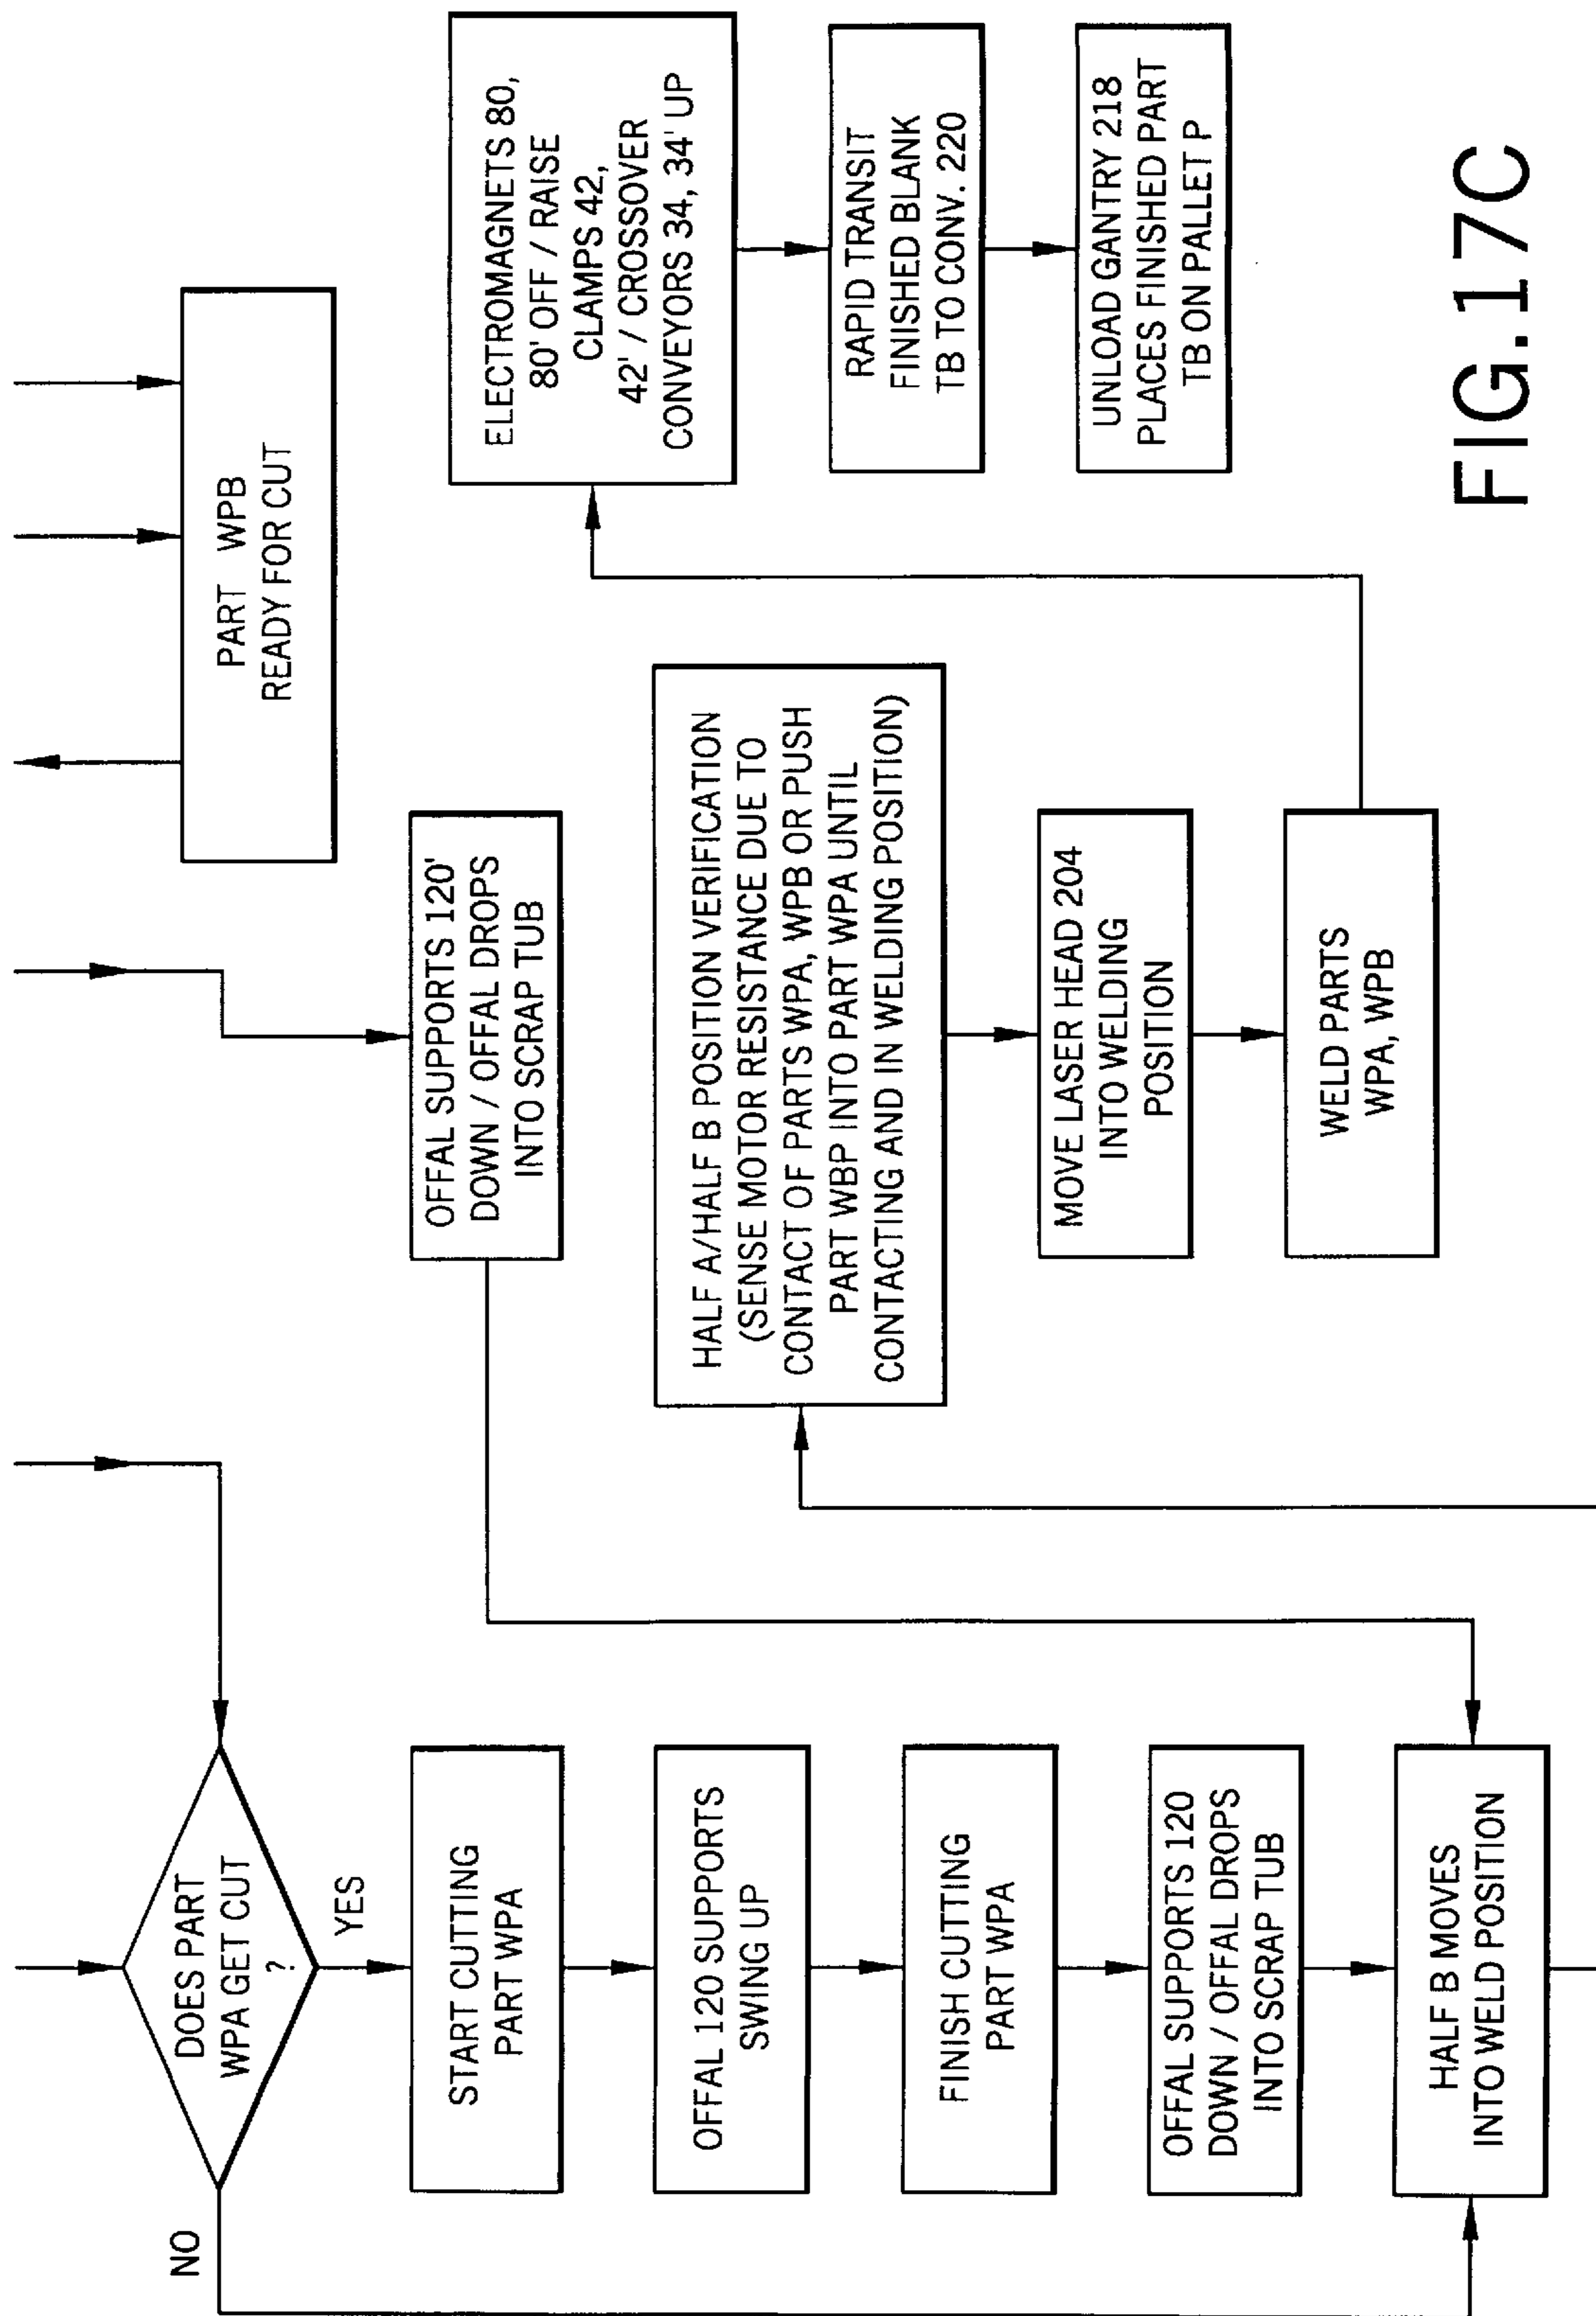 DOES PART
WPA GET CUT
?
NO
YES
START CUTTING
PART WPA
OFFAL 120 SUPPORTS
SWING UP
FINISH CUTTING
PART WPA
OFFAL SUPPORTS 120
DOWN / OFFAL DROPS
INTO SCRAP TUB
HALF B MOVES
INTO WELD POSITION
OFFAL SUPPORTS 120'
DOWN / OFFAL DROPS
INTO SCRAP TUB
HALF A/HALF B POSITION VERIFICATION
(SENSE MOTOR RESISTANCE DUE TO
CONTACT OF PARTS WPA, WPB OR PUSH
PART WBP INTO PART WPA UNTIL
CONTACTING AND IN WELDING POSITION)
MOVE LASER HEAD 204
INTO WELDING
POSITION
WELD PARTS
WPA, WPB
PART WPB
READY FOR CUT
ELECTROMAGNETS 80,
80' OFF / RAISE
CLAMPS 42,
42' / CROSSOVER
CONVEYORS 34, 34' UP
RAPID TRANSIT
FINISHED BLANK
TB TO CONV. 220
UNLOAD GANTRY 218
PLACES FINISHED PART
TB ON PALLET P
FIG.17C